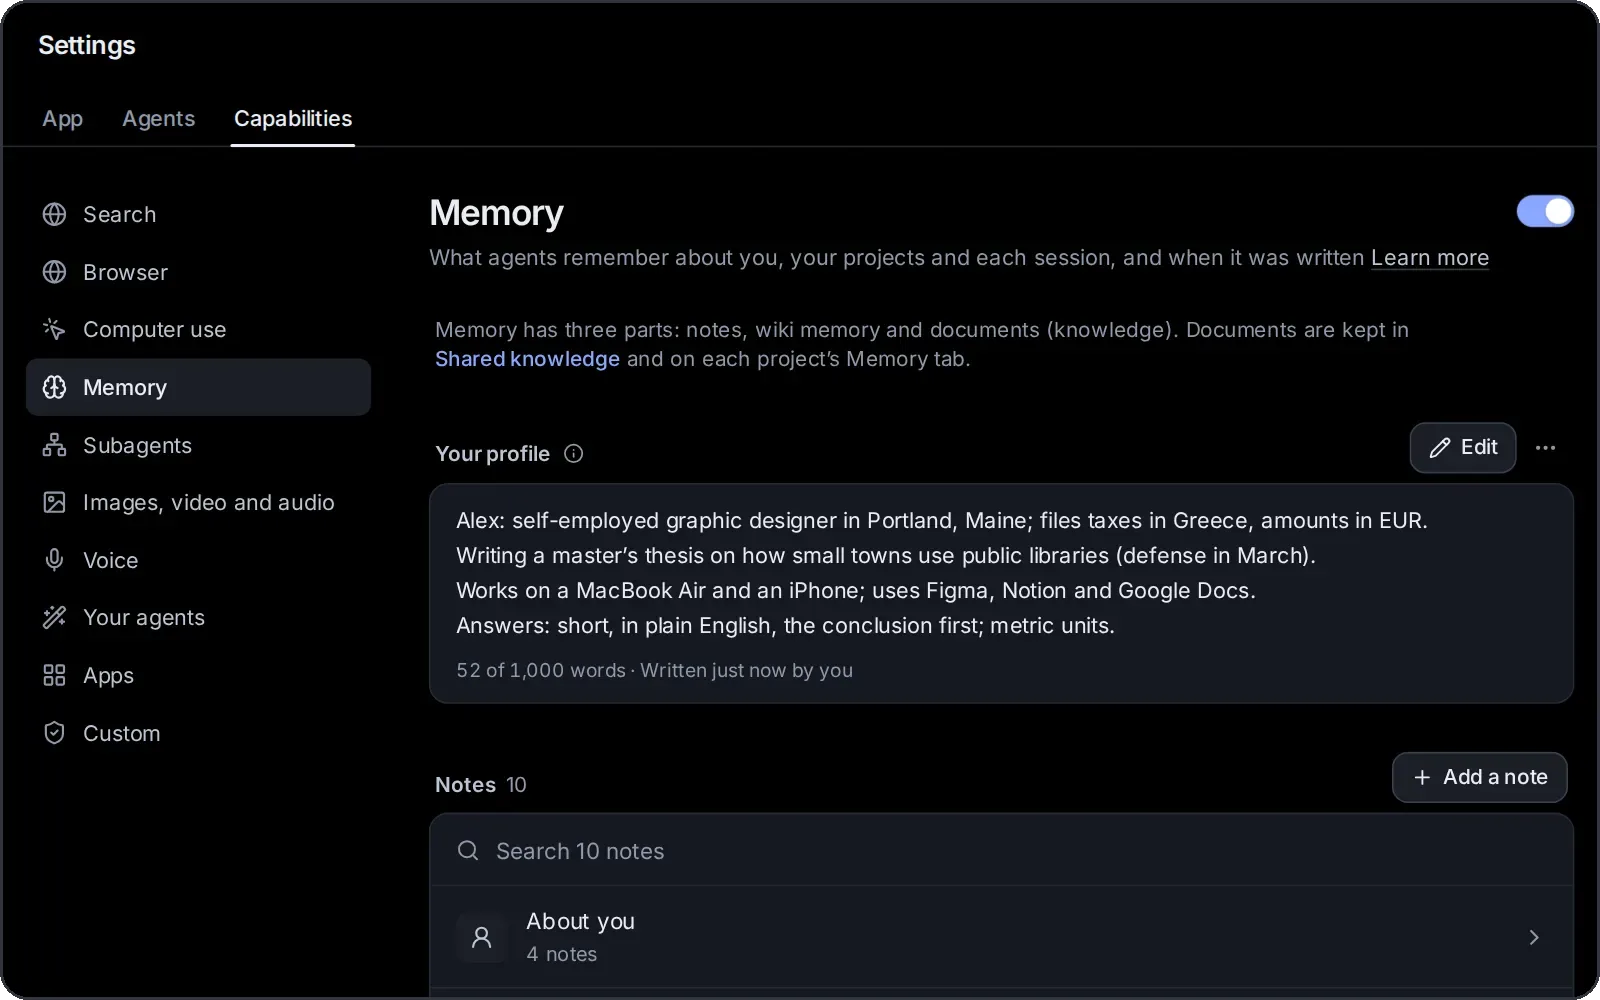 Settings
App
Agents
Capabilities
Search
Browser
Computer use
Memory
Subagents
Images, video and audio
Voice
Your agents
Apps
Custom
Memory
What agents remember about you, your projects and each session, and when it was written Learn more
Memory has three parts: notes, wiki memory and documents (knowledge). Documents are kept in
Shared knowledge and on each project’s Memory tab.
Your profile
Edit
Alex: self-employed graphic designer in Portland, Maine; files taxes in Greece, amounts in EUR.
Writing a master’s thesis on how small towns use public libraries (defense in March).
Works on a MacBook Air and an iPhone; uses Figma, Notion and Google Docs.
Answers: short, in plain English, the conclusion first; metric units.
52 of 1,000 words · Written just now by you
Notes 10
Add a note
Search 10 notes
About you
4 notes